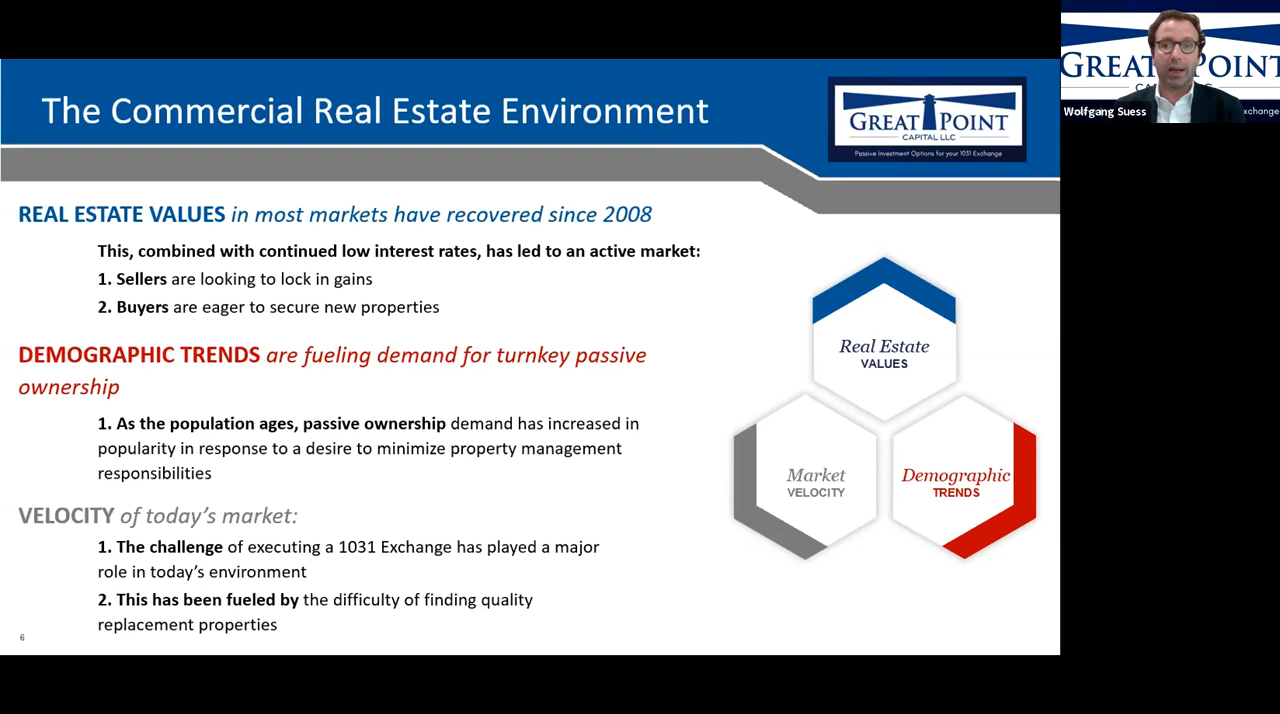 The Commercial Real Estate Environment
GREAT POINT
CAPITAL LLC
Passive Investment Options for your 1031 Exchange
REAL ESTATE VALUES in most markets have recovered since 2008
This, combined with continued low interest rates, has led to an active market:
1. Sellers are looking to lock in gains
2. Buyers are eager to secure new properties
DEMOGRAPHIC TRENDS are fueling demand for turnkey passive
ownership
1. As the population ages, passive ownership demand has increased in
popularity in response to a desire to minimize property management
responsibilities
VELOCITY of today's market:
1. The challenge of executing a 1031 Exchange has played a major
role in today's environment
2. This has been fueled by the difficulty of finding quality
replacement properties
6
Real Estate
VALUES
Market
VELOCITY
Demographic
TRENDS
GREAT POINT
CA
Wolfgang Suess
xchange